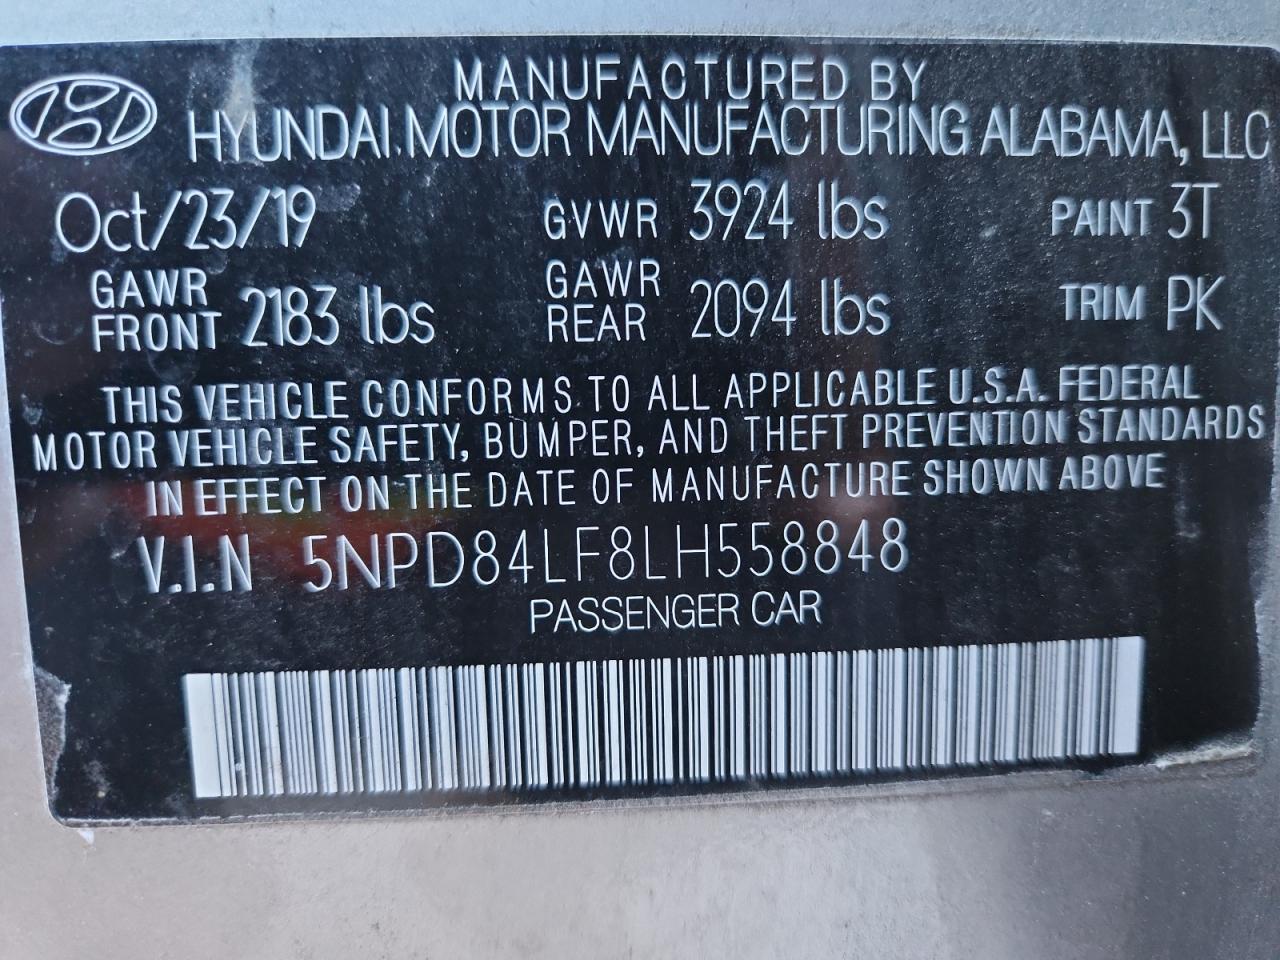 MANUFACTURED BY
HYUNDAI MOTOR MANUFACTURING ALABAMA, LLC
Oct/23/19 GVWR 3924 lbs PAINT 3T
GAWR FRONT 2183 lbs GAWR REAR 2094 lbs TRIM PK
THIS VEHICLE CONFORMS TO ALL APPLICABLE U.S.A. FEDERAL
MOTOR VEHICLE SAFETY, BUMPER, AND THEFT PREVENTION STANDARDS
IN EFFECT ON THE DATE OF MANUFACTURE SHOWN ABOVE
V.I.N 5NPD84LF8LH558848
PASSENGER CAR